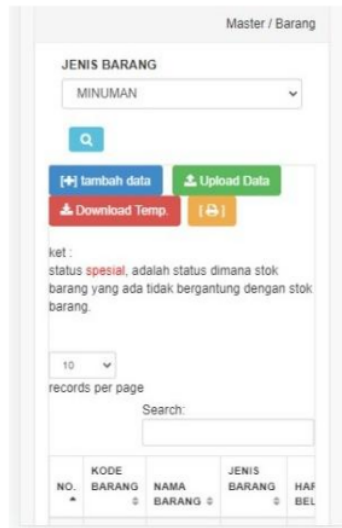 Master / Barang
JENIS BARANG
MINUMAN
[+] tambah data
Upload Data
Download Temp.
ket :
status spesial, adalah status dimana stok
barang yang ada tidak bergantung dengan stok
barang.
10
records per page
Search:
NO. KODE BARANG NAMA BARANG JENIS BARANG HAR BEL